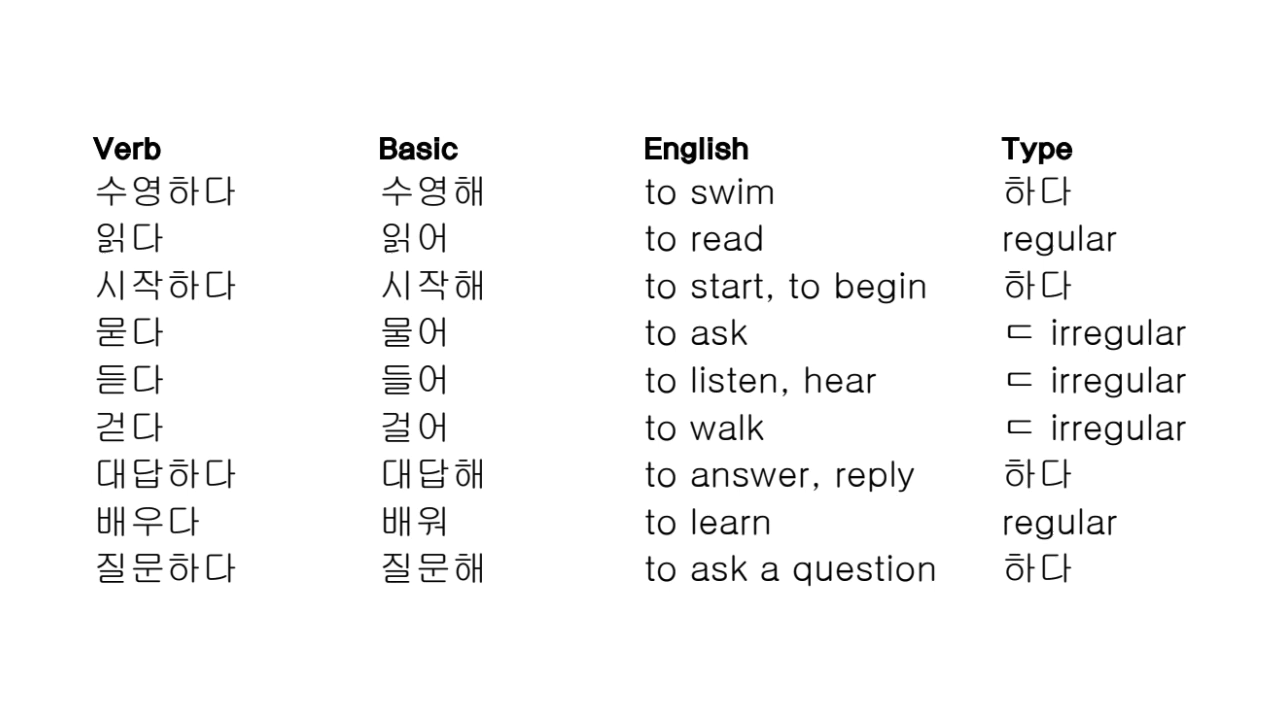 Verb Basic English Type
수영하다 수영해 to swim 하다
읽다 읽어 to read regular
시작하다 시작해 to start, to begin 하다
묻다 물어 to ask ㄷ irregular
듣다 들어 to listen, hear ㄷ irregular
걷다 걸어 to walk ㄷ irregular
대답하다 대답해 to answer, reply 하다
배우다 배워 to learn regular
질문하다 질문해 to ask a question 하다